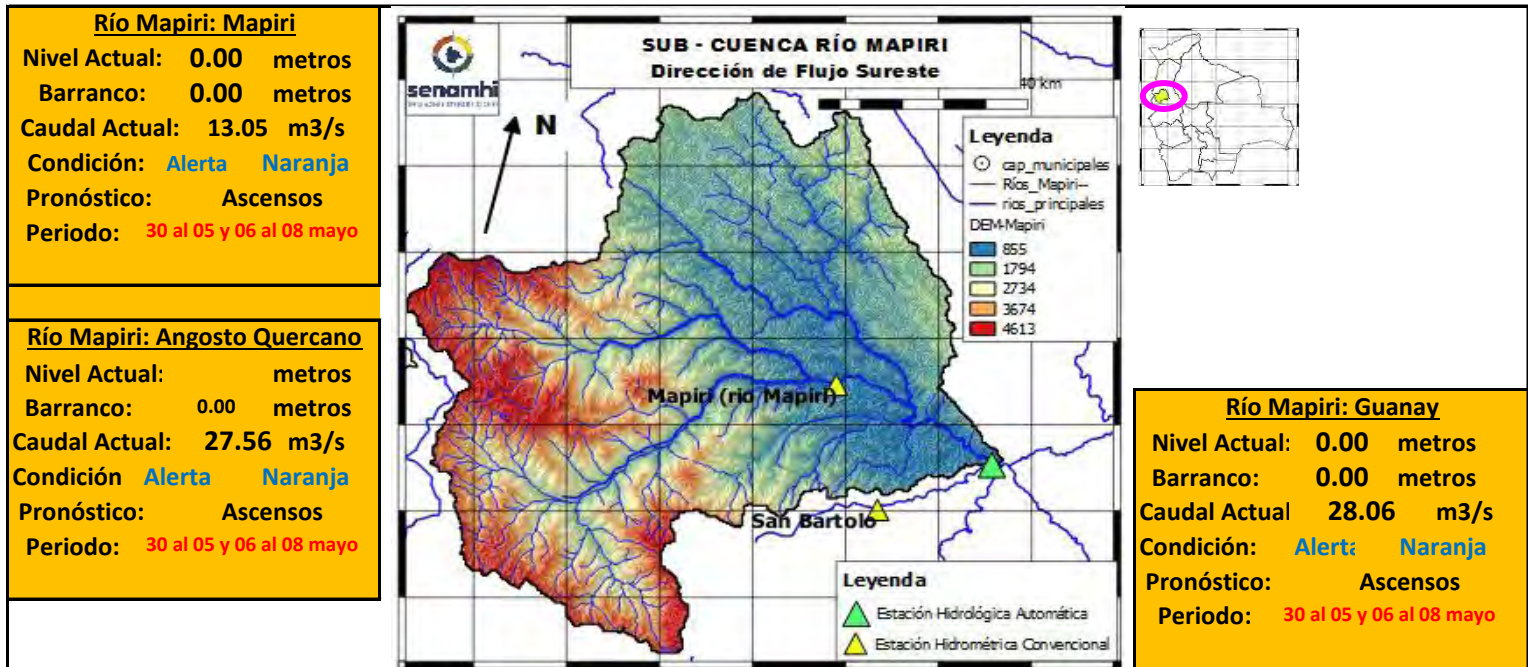 Río Mapiri: Mapiri
Nivel Actual: 0.00 metros
Barranco: 0.00 metros
Caudal Actual: 13.05 m3/s
Condición: Alerta Naranja
Pronóstico: Ascensos
Periodo: 30 al 05 y 06 al 08 mayo
Río Mapiri: Angosto Quercano
Nivel Actual: metros
Barranco: 0.00 metros
Caudal Actual: 27.56 m3/s
Condición Alerta Naranja
Pronóstico: Ascensos
Periodo: 30 al 05 y 06 al 08 mayo
senamhi
SUB - CUENCA RÍO MAPIRI
Dirección de Flujo Sureste
40 km
N
Leyenda
cap_municipales
Ríos_Mapiri--
rios_principales
DEM-Mapiri
855
1794
2734
3674
4613
Mapiri (rio Mapiri)
San Bartolo
Leyenda
Estación Hidrológica Automática
Estación Hidrométrica Convencional
Río Mapiri: Guanay
Nivel Actual: 0.00 metros
Barranco: 0.00 metros
Caudal Actual 28.06 m3/s
Condición: Alerta Naranja
Pronóstico: Ascensos
Periodo: 30 al 05 y 06 al 08 mayo